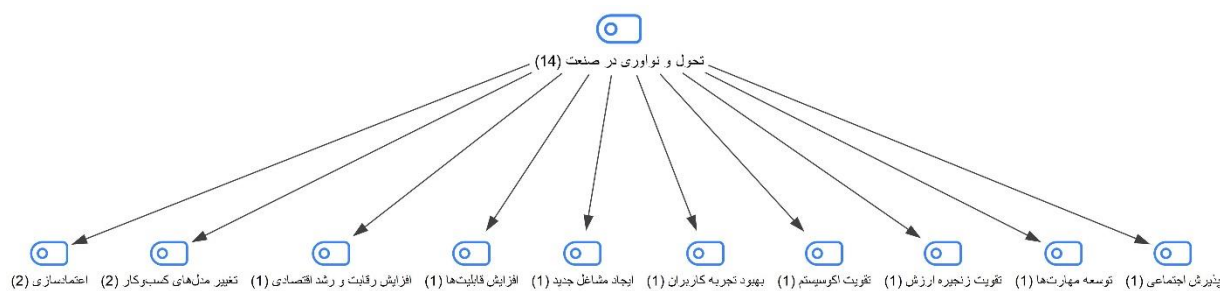 تحول و نوآوری در صنعت (14)
پذیرش اجتماعی (1)
توسعه مهارت‌ها (1)
تقویت زنجیره ارزش (1)
تقویت اکوسیستم (1)
بهبود تجربه کاربران (1)
ایجاد مشاغل جدید (1)
افزایش قابلیت‌ها (1)
افزایش رقابت و رشد اقتصادی (1)
تغییر مدل‌های کسب‌وکار (2)
اعتمادسازی (2)